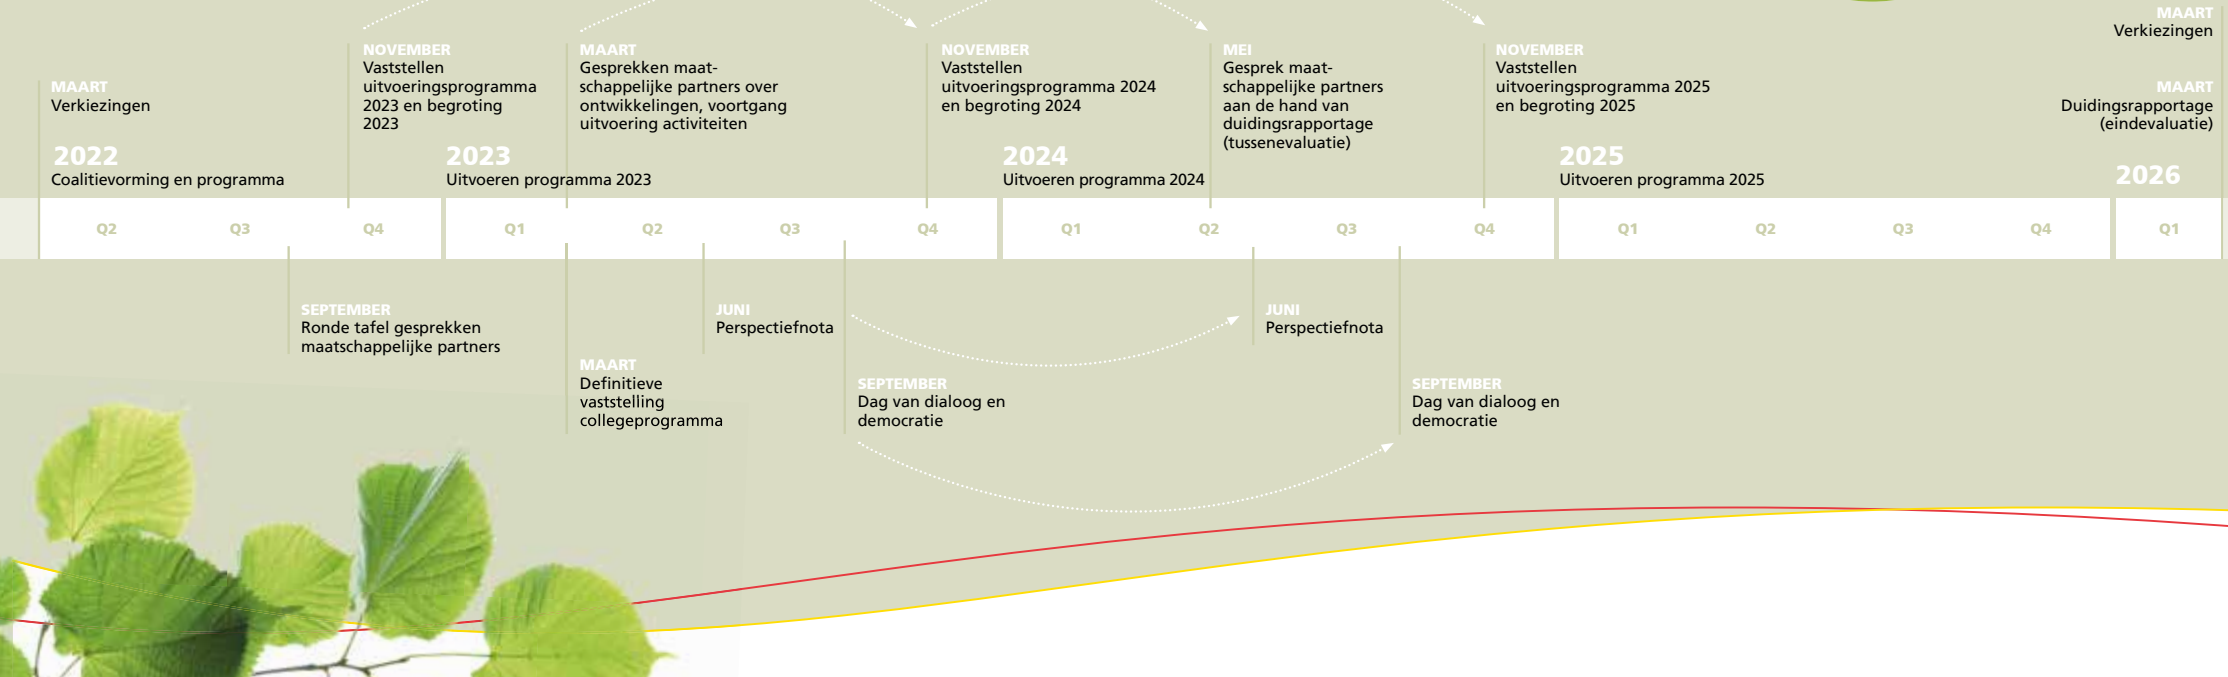 MAART
Verkiezingen
NOVEMBER
Vaststellen
uitvoeringsprogramma
2023 en begroting
2023
MAART
Gesprekken maat-
schappelijke partners over
ontwikkelingen, voortgang
uitvoering activiteiten
NOVEMBER
Vaststellen
uitvoeringsprogramma 2024
en begroting 2024
MEI
Gesprek maat-
schappelijke partners
aan de hand van
duidingsrapportage
(tussenevaluatie)
NOVEMBER
Vaststellen
uitvoeringsprogramma 2025
en begroting 2025
MAART
Verkiezingen
MAART
Duidingsrapportage
(eindevaluatie)
2022
Coalitievorming en programma
2023
Uitvoeren programma 2023
2024
Uitvoeren programma 2024
2025
Uitvoeren programma 2025
2026
Q2 Q3 Q4 Q1 Q2 Q3 Q4 Q1 Q2 Q3 Q4 Q1 Q2 Q3 Q4 Q1
SEPTEMBER
Ronde tafel gesprekken
maatschappelijke partners
MAART
Definitieve
vaststelling
collegeprogramma
JUNI
Perspectiefnota
SEPTEMBER
Dag van dialoog en
democratie
JUNI
Perspectiefnota
SEPTEMBER
Dag van dialoog en
democratie